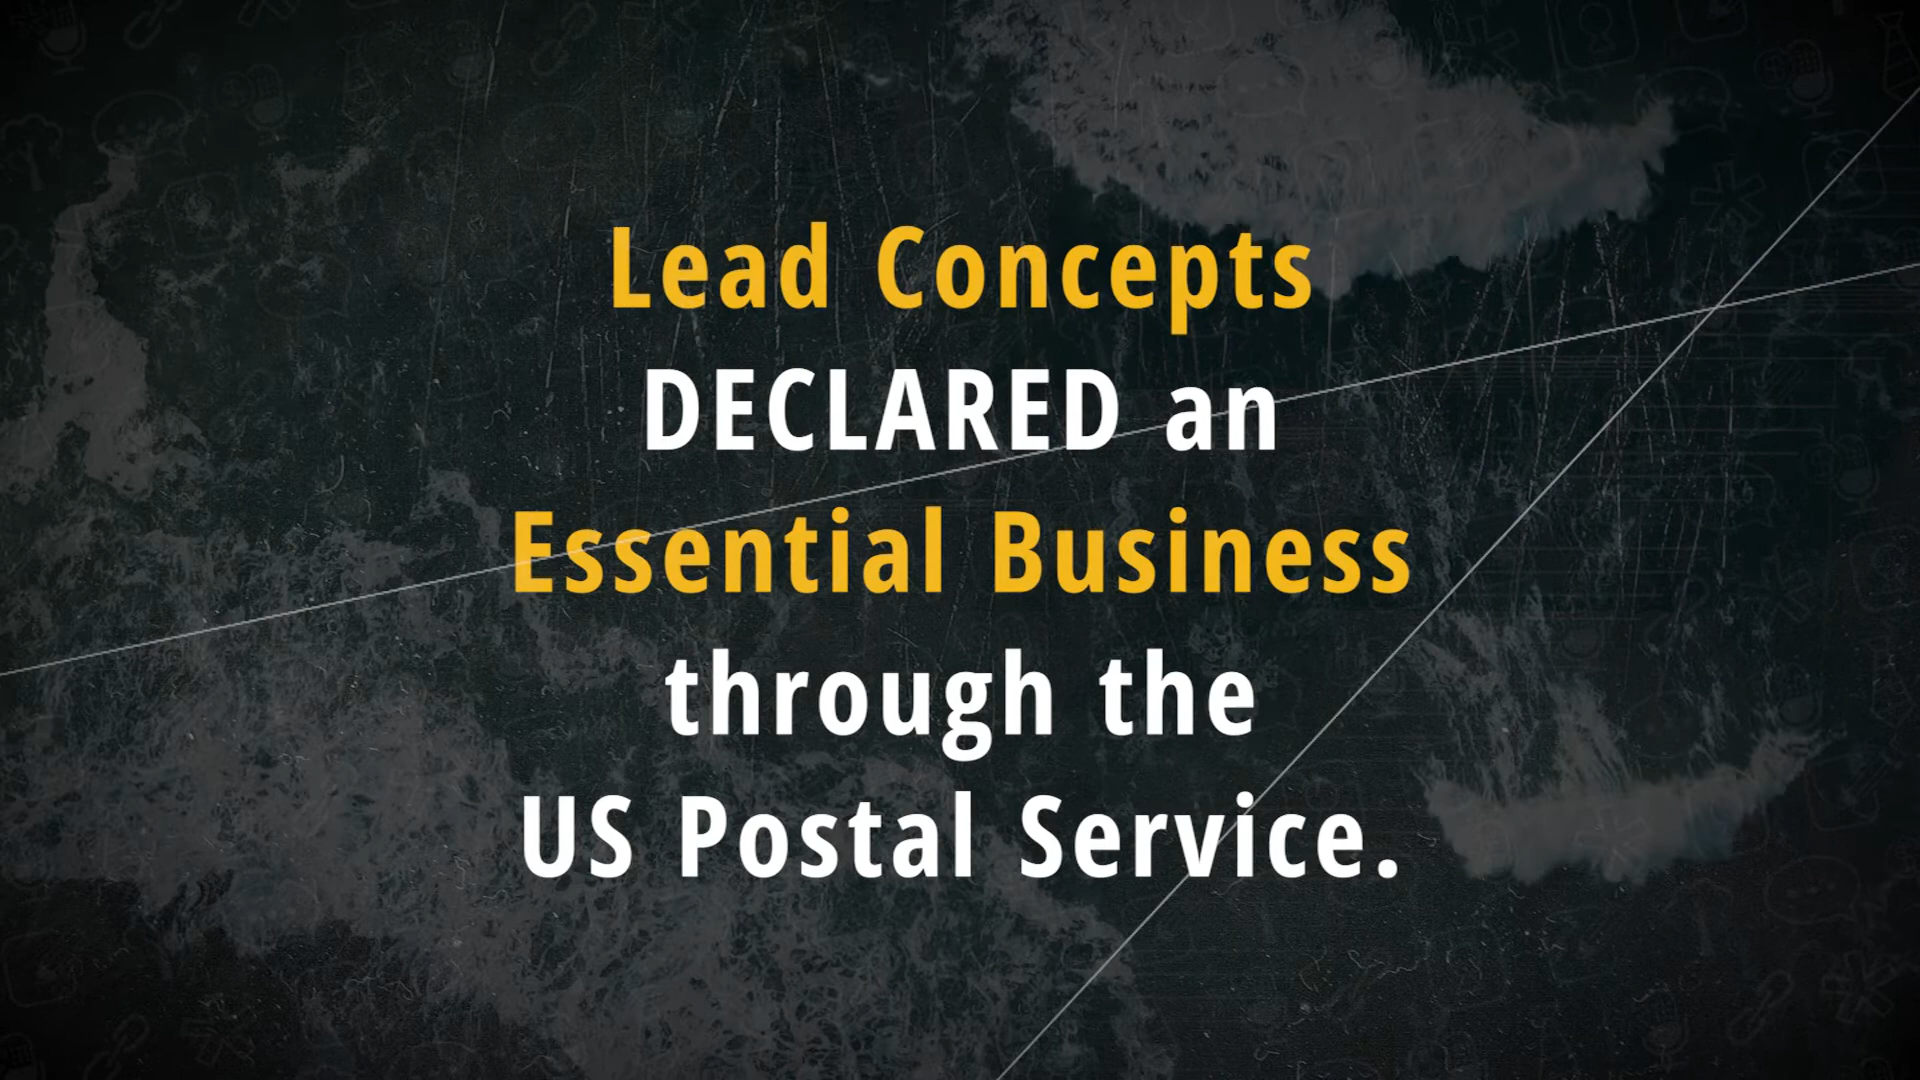 Lead Concepts
DECLARED an
Essential Business
through the
US Postal Service.